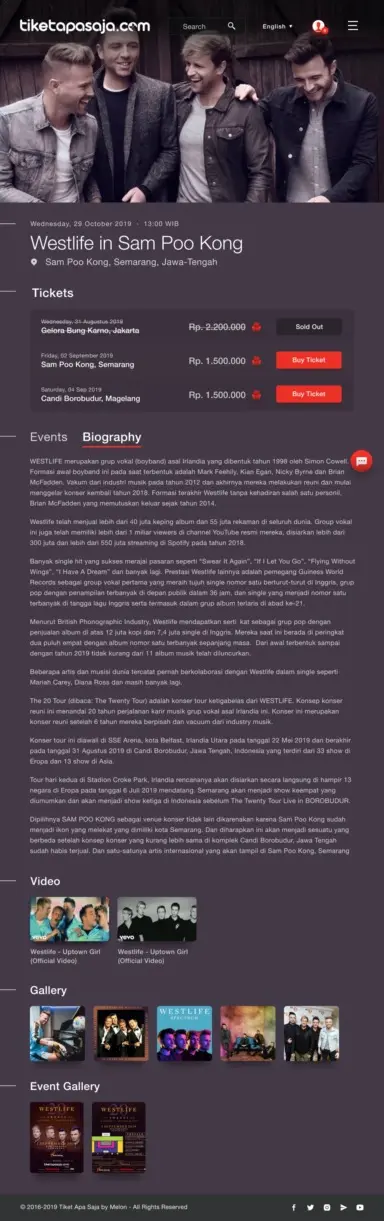 tiketapasaja.com
Search
English ▾
Wednesday, 29 October 2019 - 13:00 WIB
Westlife in Sam Poo Kong
Sam Poo Kong, Semarang, Jawa-Tengah
Tickets
Wednesday, 31 Augustus 2018
Gelora Bung Karno, Jakarta
Rp. 2.200.000
Sold Out
Friday, 02 September 2019
Sam Poo Kong, Semarang
Rp. 1.500.000
Buy Ticket
Saturday, 04 Sep 2019
Candi Borobudur, Magelang
Rp. 1.500.000
Buy Ticket
Events
Biography
WESTLIFE merupakan grup vokal (boyband) asal Irlandia yang dibentuk tahun 1998 oleh Simon Cowell.
Formasi awal boyband ini pada saat terbentuk adalah Mark Feehily, Kian Egan, Nicky Byrne dan Brian
McFadden. Vakum dari industri musik pada tahun 2012 dan akhirnya mereka melakukan reuni dan mulai
menggelar konser kembali tahun 2018. Formasi terakhir Westlife tanpa kehadiran salah satu personil,
Brian McFadden yang memutuskan keluar sejak tahun 2014.
Westlife telah menjual lebih dari 40 juta keping album dan 55 juta rekaman di seluruh dunia. Group vokal
ini juga telah memiliki lebih dari 1 miliar viewers di channel YouTube resmi mereka, disiarkan lebih dari
300 juta dan lebih dari 550 juta streaming di Spotify pada tahun 2018.
Banyak single hit yang sukses merajai pasaran seperti “Swear It Again”, “If I Let You Go”, “Flying Without
Wings”, “I Have A Dream” dan banyak lagi. Prestasi Westlife lainnya adalah pemegang Guiness World
Records sebagai group vokal pertama yang meraih tujuh single nomor satu berturut-turut di Inggris, grup
pop dengan penampilan terbanyak di depan publik dalam 36 jam, dan single yang menjadi nomor satu
terbanyak di tangga lagu Inggris serta termasuk dalam grup album terlaris di abad ke-21.
Menurut British Phonographic Industry, Westlife mendapatkan serti kat sebagai group pop dengan
penjualan album di atas 12 juta kopi dan 7,4 juta single di Inggris. Mereka saat ini berada di peringkat
dua puluh empat dengan album nomor satu terbanyak sepanjang masa. Dari awal terbentuk sampai
dengan tahun 2019 tidak kurang dari 11 album musik telah diluncurkan.
Beberapa artis dan musisi dunia tercatat pernah berkolaborasi dengan Westlife dalam single seperti
Mariah Carey, Diana Ross dan masih banyak lagi.
The 20 Tour (dibaca: The Twenty Tour) adalah konser tour ketigabelas dari WESTLIFE. Konsep konser
reuni ini menandai 20 tahun perjalanan karir musik grup vokal asal Irlandia ini. Konser ini merupakan
konser reuni setelah 6 tahun mereka berpisah dan vacuum dari industry musik.
Konser tour ini diawali di SSE Arena, kota Belfast, Irlandia Utara pada tanggal 22 Mei 2019 dan berakhir
pada tanggal 31 Agustus 2019 di Candi Borobudur, Jawa Tengah, Indonesia yang terdiri dari 33 show di
Eropa dan 13 show di Asia.
Tour hari kedua di Stadion Croke Park, Irlandia rencananya akan disiarkan secara langsung di hampir 13
negara di Eropa pada tanggal 6 Juli 2019 mendatang. Semarang akan menjadi show keempat yang
diumumkan dan akan menjadi show ketiga di Indonesia sebelum The Twenty Tour Live in BOROBUDUR.
Dipilihnya SAM POO KONG sebagai venue konser tidak lain dikarenakan karena Sam Poo Kong sudah
menjadi ikon yang melekat yang dimiliki kota Semarang. Dan diharapkan ini akan menjadi sesuatu yang
berbeda setelah konsep konser yang kurang lebih sama di komplek Candi Borobudur, Jawa Tengah
sudah habis terjual. Dan satu-satunya artis internasional yang akan tampil di Sam Poo Kong, Semarang
Video
vevo
vevo
Westlife - Uptown Girl
(Official Video)
Westlife - Uptown Girl
(Official Video)
Gallery
WESTLIFE
SPECTRUM
Event Gallery
WESTLIFE
WESTLIFE
© 2016-2019 Tiket Apa Saja by Melon - All Rights Reserved